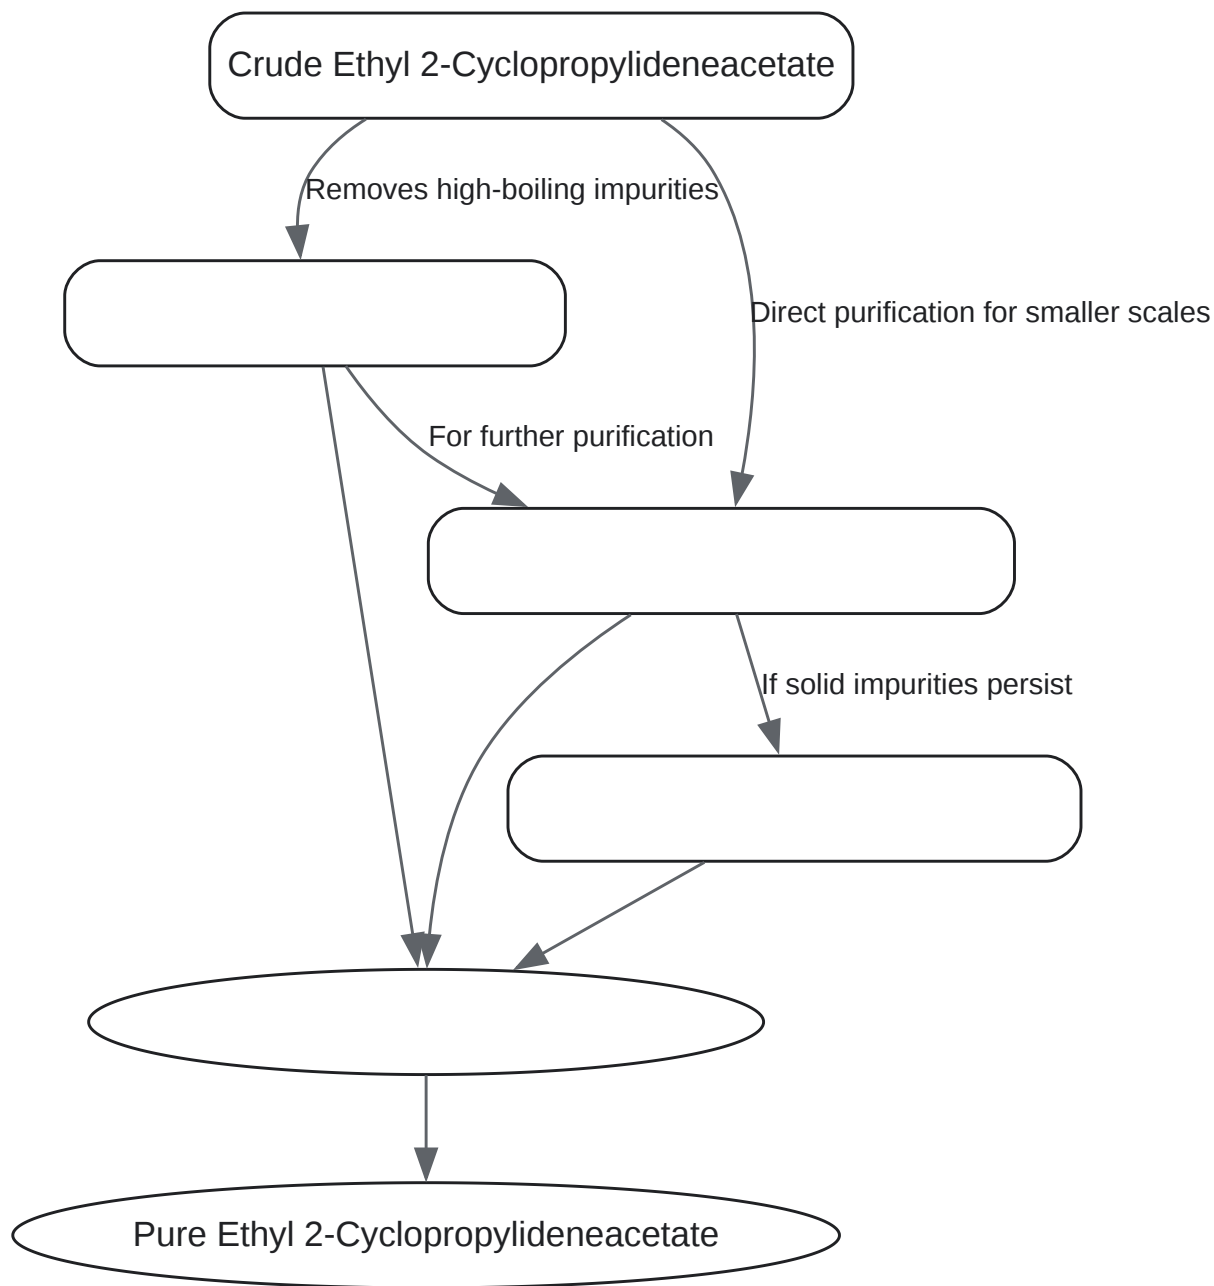 Crude Ethyl 2-Cyclopropylideneacetate
Removes high-boiling impurities
Direct purification for smaller scales
For further purification
If solid impurities persist
Pure Ethyl 2-Cyclopropylideneacetate